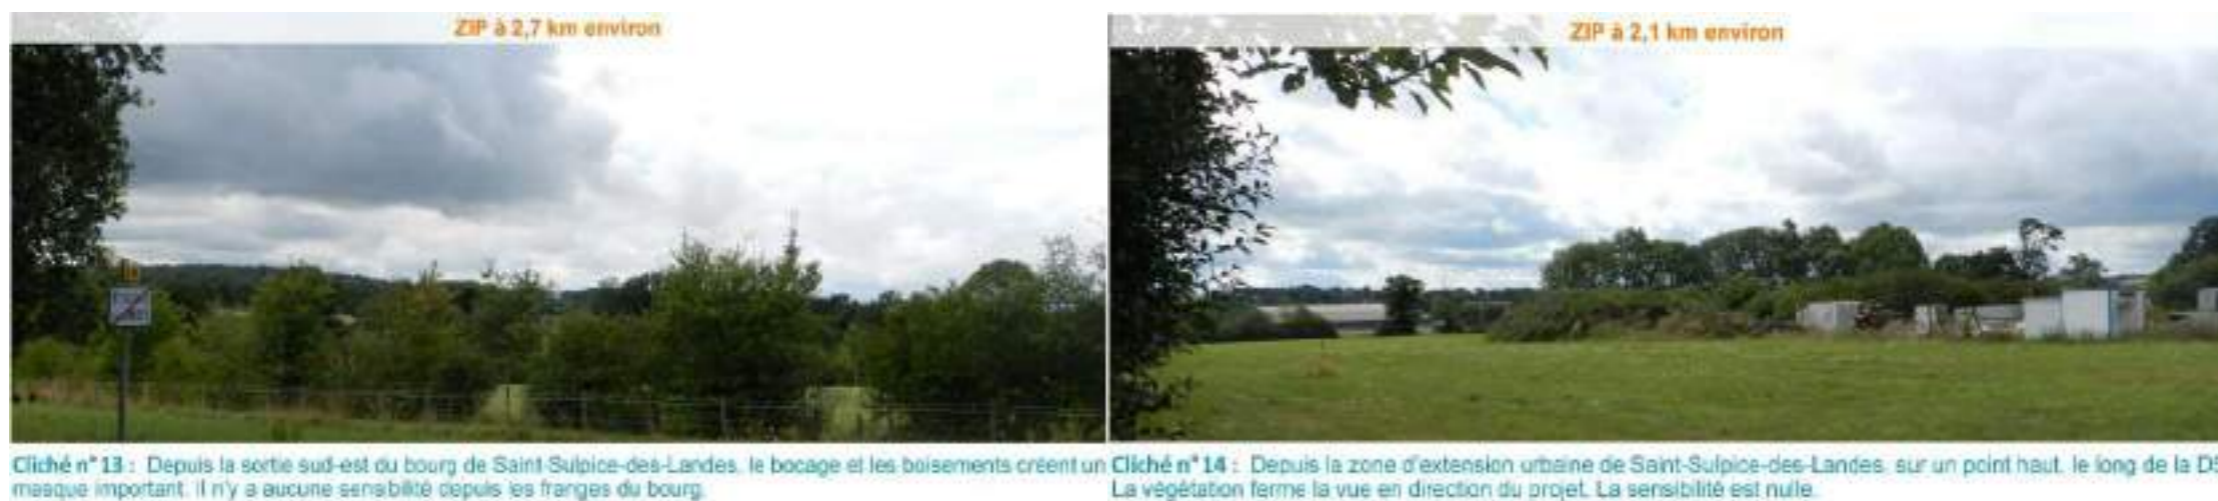 ZIP à 2,7 km environ
ZIP à 2,1 km environ
Cliché n° 13 : Depuis la sortie sud-est du bourg de Saint-Sulpice-des-Landes, le bocage et les boisements créent un
masque important. Il n'y a aucune sensibilité depuis les franges du bourg.
Cliché n° 14 : Depuis la zone d'extension urbaine de Saint-Sulpice-des-Landes, sur un point haut, le long de la
La végétation ferme la vue en direction du projet. La sensibilité est nulle.